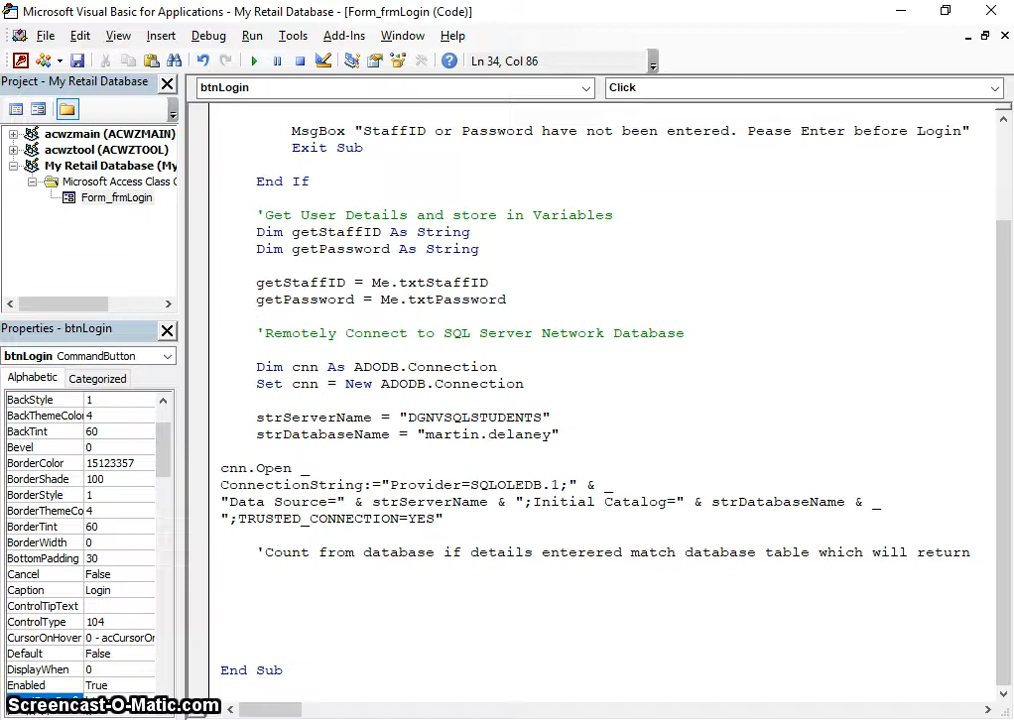 Microsoft Visual Basic for Applications - My Retail Database - [Form_frmLogin (Code)]
File Edit View Insert Debug Run Tools Add-Ins Window Help
Ln 34, Col 86
Project - My Retail Database
btnLogin
Click
acwzmain (ACWZMAIN)
acwztool (ACWZTOOL)
My Retail Database (My
Microsoft Access Class O
Form_frmLogin
Properties - btnLogin
btnLogin CommandButton
Alphabetic Categorized
BackStyle 1
BackThemeColor 4
BackTint 60
Bevel 0
BorderColor 15123357
BorderShade 100
BorderStyle 1
BorderThemeCo 4
BorderTint 60
BorderWidth 0
BottomPadding 30
Cancel False
Caption Login
ControlTipText
ControlType 104
CursorOnHover 0 - acCursorOn
Default False
DisplayWhen 0
Enabled True
MsgBox "StaffID or Password have not been entered. Pease Enter before Login"
Exit Sub
End If
'Get User Details and store in Variables
Dim getStaffID As String
Dim getPassword As String
getStaffID = Me.txtStaffID
getPassword = Me.txtPassword
'Remotely Connect to SQL Server Network Database
Dim cnn As ADODB.Connection
Set cnn = New ADODB.Connection
strServerName = "DGNVSQLSTUDENTS"
strDatabaseName = "martin.delaney"
cnn.Open _
ConnectionString:="Provider=SQLOLEDB.1;" & _
"Data Source=" & strServerName & ";Initial Catalog=" & strDatabaseName & _
";TRUSTED_CONNECTION=YES"
'Count from database if details enterered match database table which will return
End Sub
Screencast-O-Matic.com